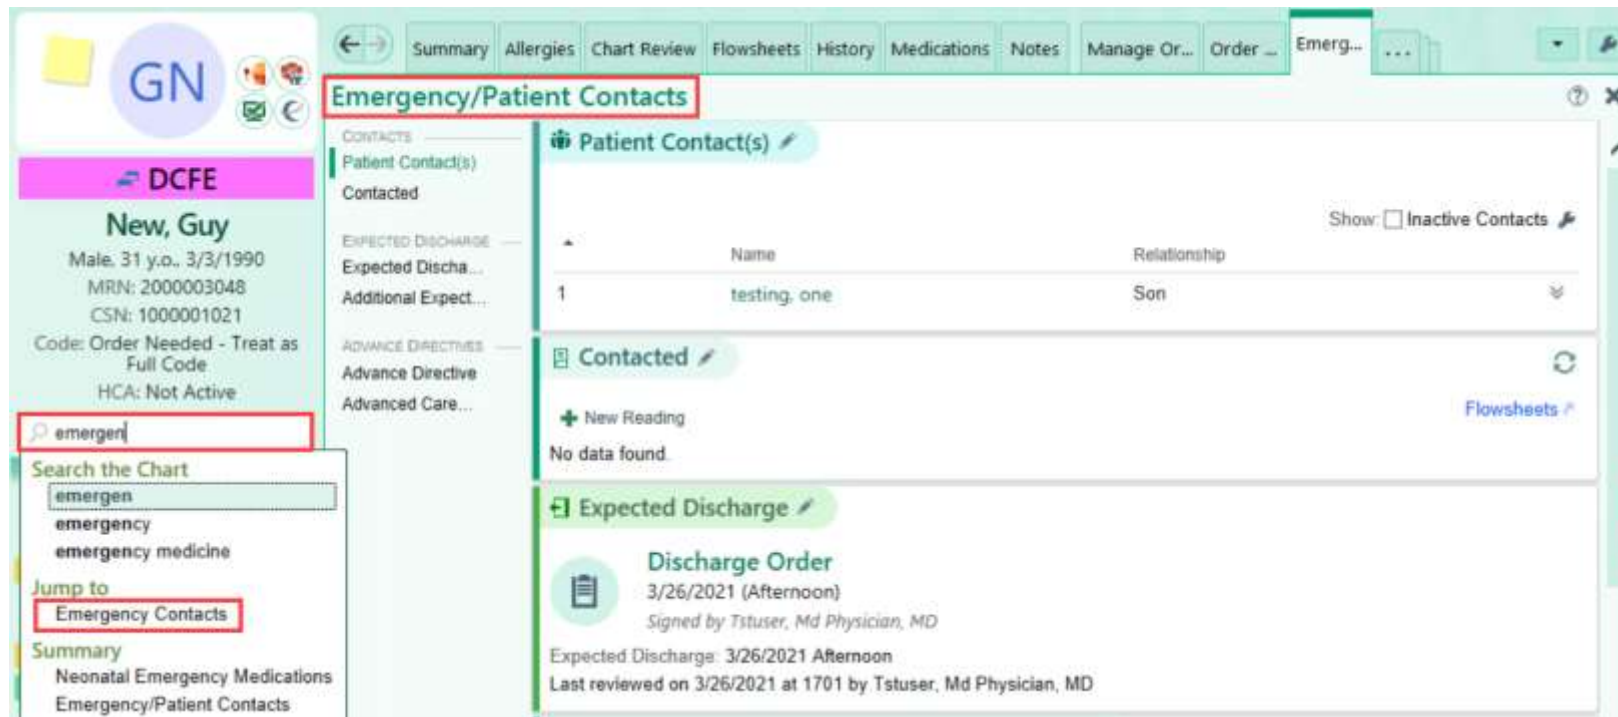 GN
DCFE
New, Guy
Male, 31 y.o., 3/3/1990
MRN: 2000003048
CSN: 1000001021
Code: Order Needed - Treat as
Full Code
HCA: Not Active
emergen
Search the Chart
emergen
emergency
emergency medicine
Jump to
Emergency Contacts
Summary
Neonatal Emergency Medications
Emergency/Patient Contacts
Summary Allergies Chart Review Flowsheets History Medications Notes Manage Or... Order ... Emerg... ...
Emergency/Patient Contacts
CONTACTS
Patient Contact(s)
Contacted
EXPECTED DISCHARGE
Expected Discha...
Additional Expect...
ADVANCE DIRECTIVES
Advance Directive
Advanced Care...
Patient Contact(s)
Show: Inactive Contacts
Name Relationship
1 testing, one Son
Contacted
New Reading Flowsheets
No data found.
Expected Discharge
Discharge Order
3/26/2021 (Afternoon)
Signed by Tstuser, Md Physician, MD
Expected Discharge: 3/26/2021 Afternoon
Last reviewed on 3/26/2021 at 1701 by Tstuser, Md Physician, MD